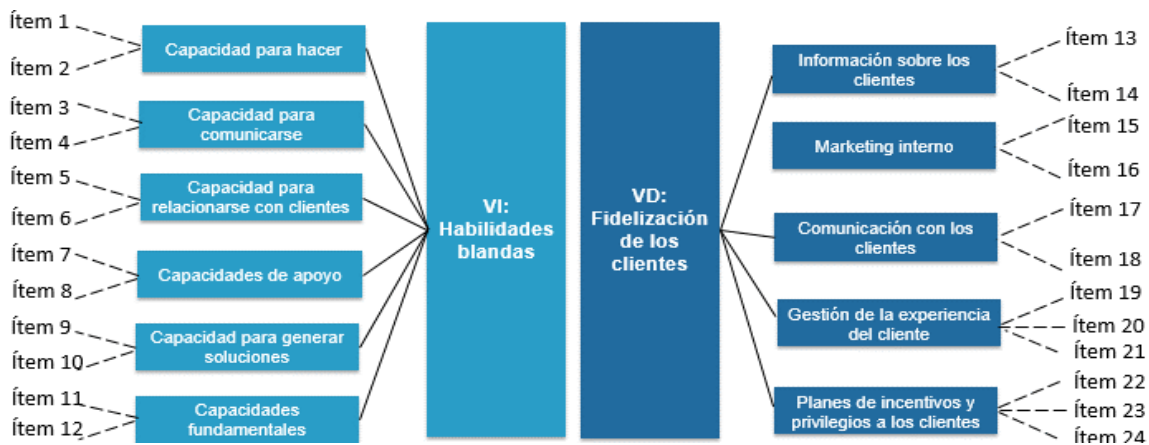 Ítem 1
Ítem 2
Capacidad para hacer
Ítem 3
Ítem 4
Capacidad para
comunicarse
Ítem 5
Ítem 6
Capacidad para
relacionarse con clientes
Ítem 7
Ítem 8
Capacidades de apoyo
Ítem 9
Ítem 10
Capacidad para generar
soluciones
Ítem 11
Ítem 12
Capacidades
fundamentales
VI:
Habilidades
blandas
VD:
Fidelización
de los
clientes
Información sobre los
clientes
Ítem 13
Ítem 14
Marketing interno
Ítem 15
Ítem 16
Comunicación con los
clientes
Ítem 17
Ítem 18
Gestión de la experiencia
del cliente
Ítem 19
Ítem 20
Ítem 21
Planes de incentivos y
privilegios a los clientes
Ítem 22
Ítem 23
Ítem 24